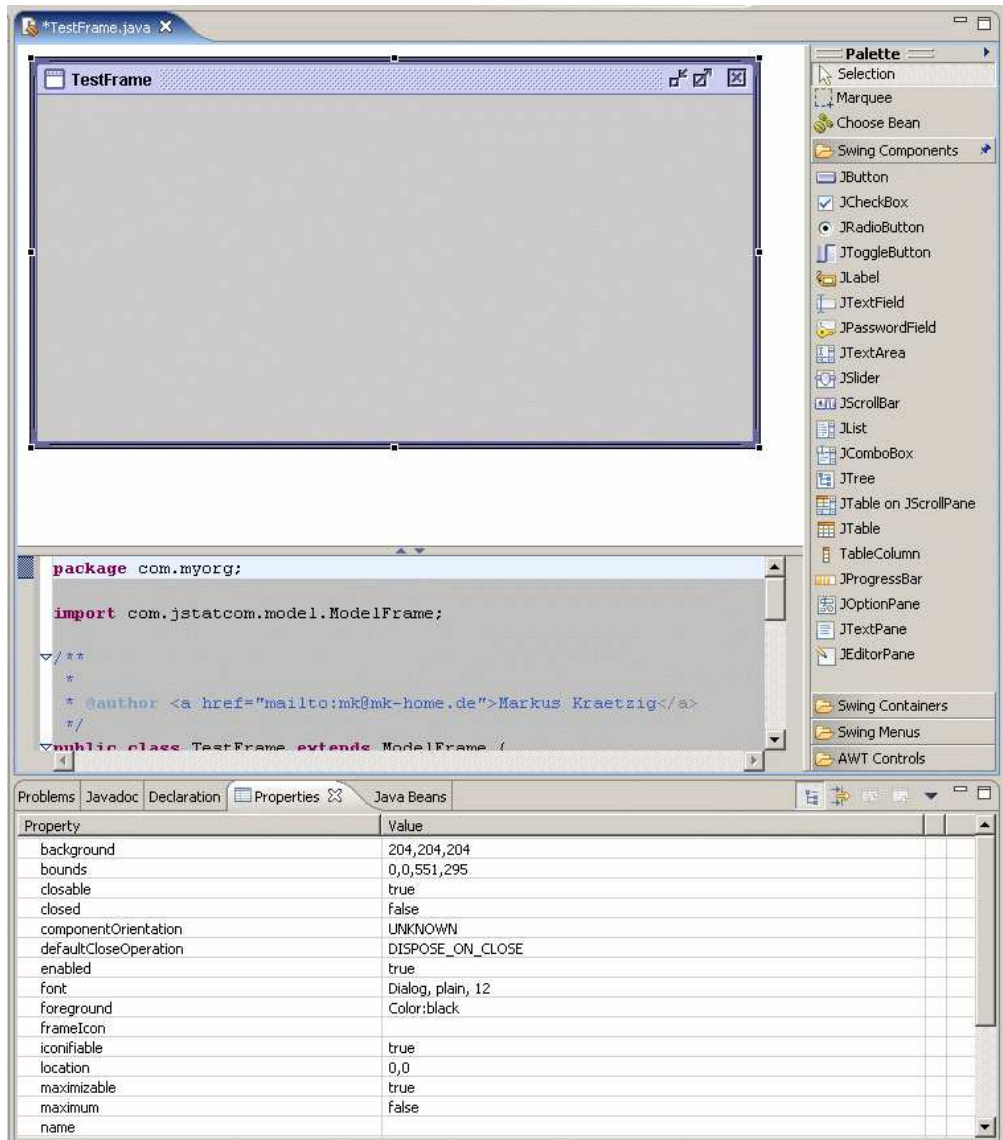 *TestFrame.java
TestFrame
Palette
Selection
Marquee
Choose Bean
Swing Components
JButton
JCheckBox
JRadioButton
JToggleButton
JLabel
JTextField
JPasswordField
JTextArea
JSlider
JScrollBar
JList
JComboBox
JTree
JTable on JScrollPane
JTable
TableColumn
JProgressBar
JOptionPane
JTextPane
JEditorPane
Swing Containers
Swing Menus
AWT Controls
package com.myorg;
import com.jstatcom.model.ModelFrame;
/**
*
* @author <a href="mailto:mk@mk-home.de">Markus Kraetzig</a>
*/
public class TestFrame extends ModelFrame {
Problems Javadoc Declaration Properties Java Beans
Property Value
background 204,204,204
bounds 0,0,551,295
closable true
closed false
componentOrientation UNKNOWN
defaultCloseOperation DISPOSE_ON_CLOSE
enabled true
font Dialog, plain, 12
foreground Color:black
frameIcon
iconifiable true
location 0,0
maximizable true
maximum false
name